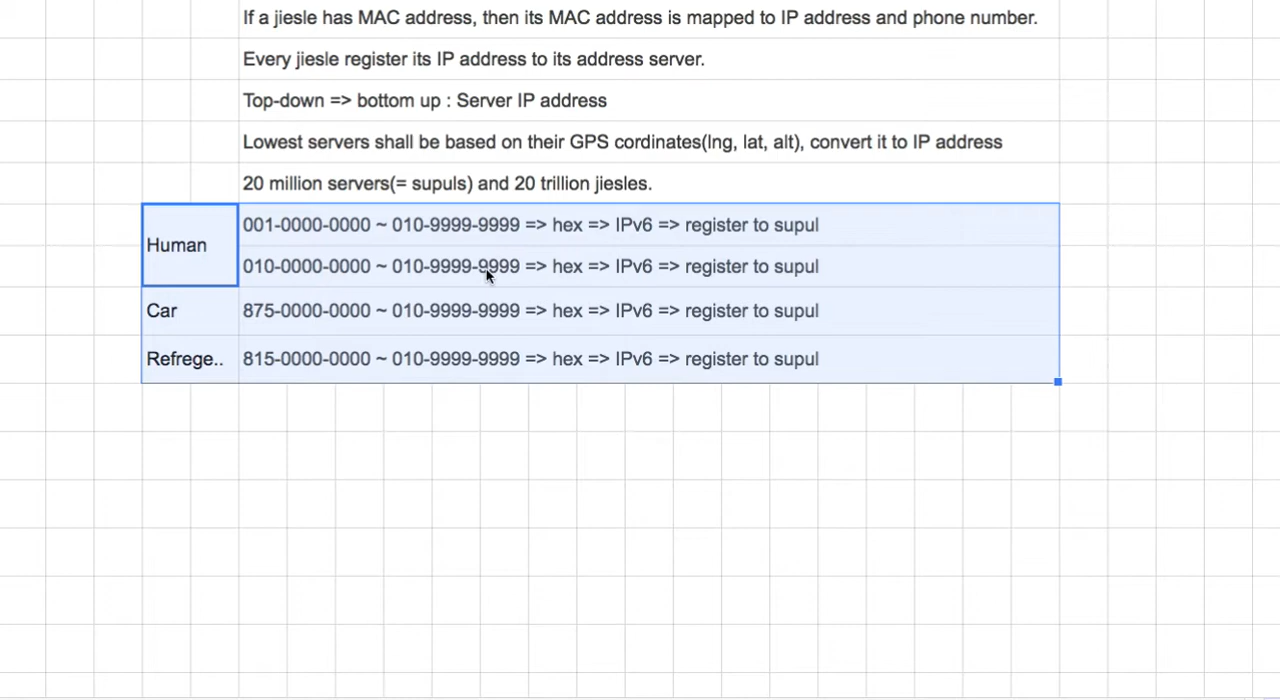 If a jiesle has MAC address, then its MAC address is mapped to IP address and phone number.
Every jiesle register its IP address to its address server.
Top-down => bottom up : Server IP address
Lowest servers shall be based on their GPS cordinates(lng, lat, alt), convert it to IP address
20 million servers(= supuls) and 20 trillion jiesles.
Human
001-0000-0000 ~ 010-9999-9999 => hex => IPv6 => register to supul
010-0000-0000 ~ 010-9999-9999 => hex => IPv6 => register to supul
Car 875-0000-0000 ~ 010-9999-9999 => hex => IPv6 => register to supul
Refrege.. 815-0000-0000 ~ 010-9999-9999 => hex => IPv6 => register to supul